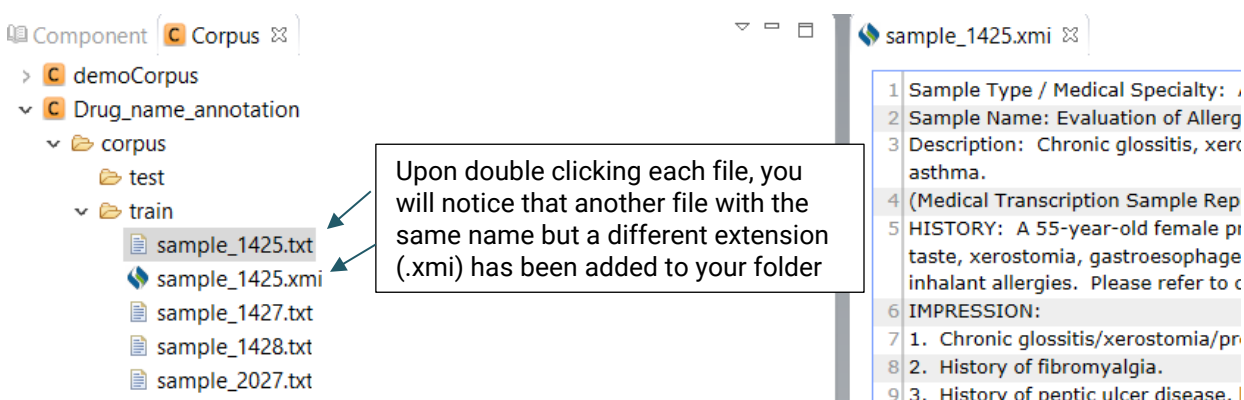 Component
C Corpus
C demoCorpus
C Drug_name_annotation
corpus
test
train
sample_1425.txt
sample_1425.xmi
sample_1427.txt
sample_1428.txt
sample_2027.txt
Upon double clicking each file, you
will notice that another file with the
same name but a different extension
(.xmi) has been added to your folder
sample_1425.xmi
1 Sample Type / Medical Specialty:
2 Sample Name: Evaluation of Allerg
3 Description: Chronic glossitis, xero
asthma.
4 (Medical Transcription Sample Rep
5 HISTORY: A 55-year-old female pr
taste, xerostomia, gastroesophage
inhalant allergies. Please refer to
6 IMPRESSION:
7 1. Chronic glossitis/xerostomia/pr
8 2. History of fibromyalgia.
9 3. History of peptic ulcer disease.